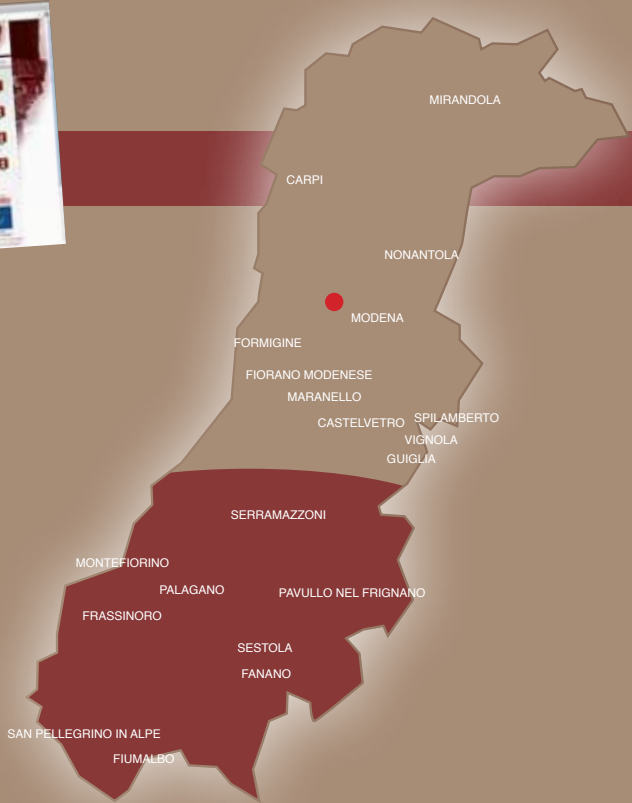 MIRANDOLA
CARPI
NONANTOLA
MODENA
FORMIGINE
FIORANO MODENESE
MARANELLO
CASTELVETRO
SPILAMBERTO
VIGNOLA
GUIGLIA
SERRAMAZZONI
MONTEFIORINO
PALAGANO
PAVULLO NEL FRIGNANO
FRASSINORO
SESTOLA
FANANO
SAN PELLEGRINO IN ALPE
FIUMALBO